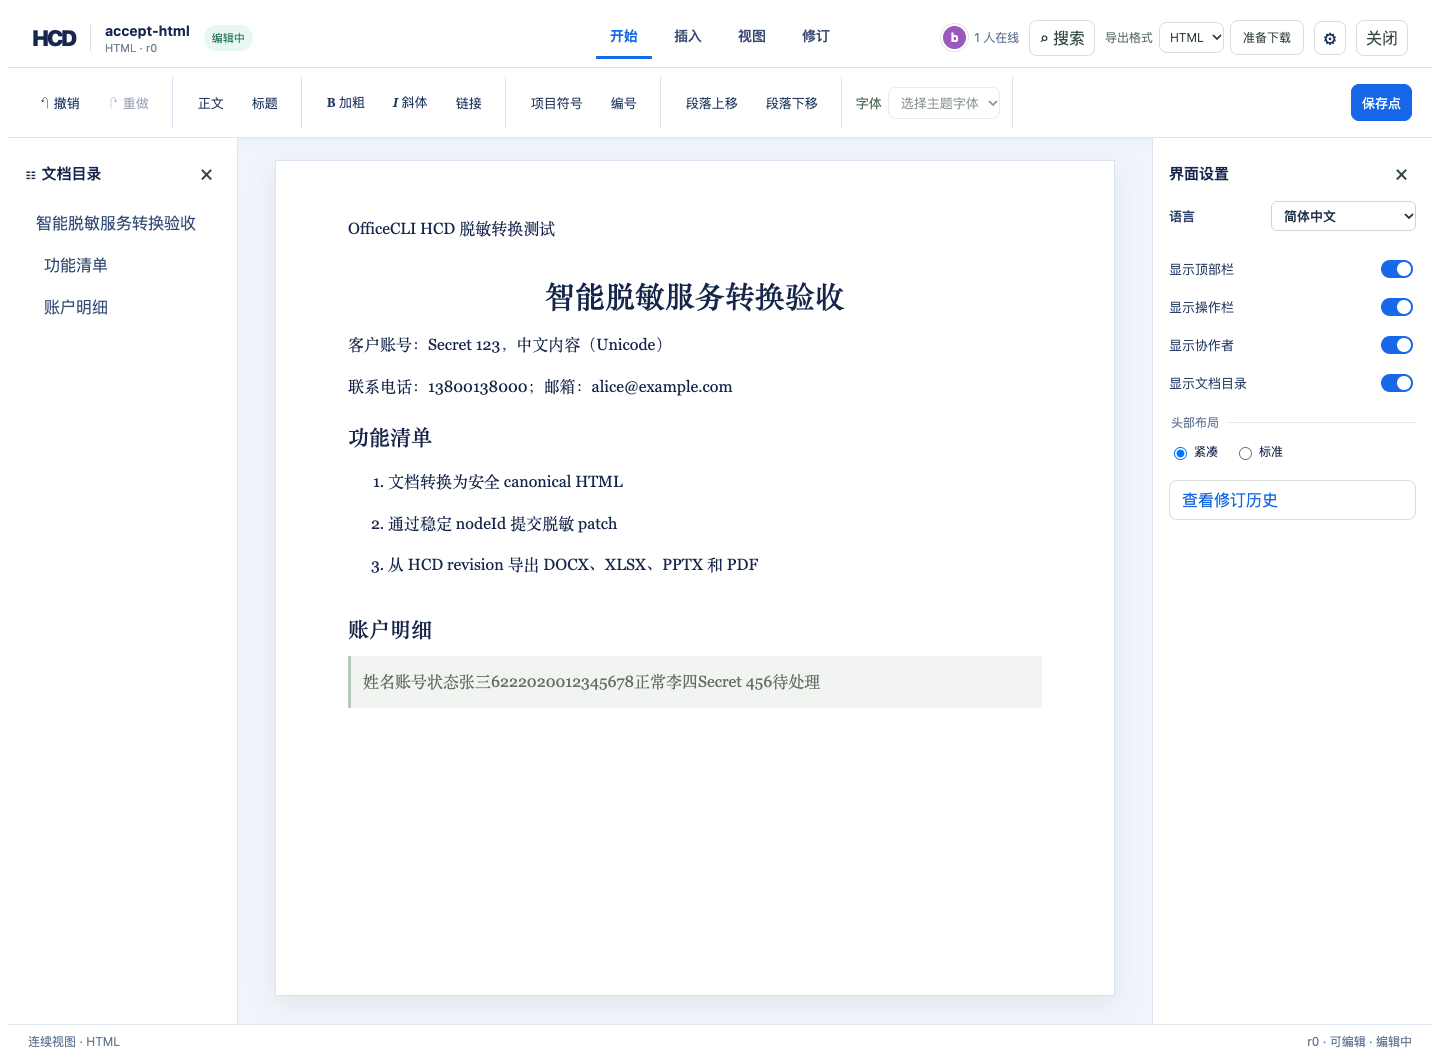 HCD
accept-html
HTML · r0
编辑中
开始 插入 视图 修订
b 1 人在线
搜索
导出格式 HTML
准备下载
关闭
撤销 重做
正文 标题
B 加粗 I 斜体 链接
项目符号 编号
段落上移 段落下移
字体 选择主题字体
保存点
文档目录
智能脱敏服务转换验收
功能清单
账户明细
OfficeCLI HCD 脱敏转换测试
智能脱敏服务转换验收
客户账号：Secret 123，中文内容（Unicode）
联系电话：13800138000；邮箱：alice@example.com
功能清单
1. 文档转换为安全 canonical HTML
2. 通过稳定 nodeId 提交脱敏 patch
3. 从 HCD revision 导出 DOCX、XLSX、PPTX 和 PDF
账户明细
姓名账号状态张三6222020012345678正常李四Secret 456待处理
界面设置
语言 简体中文
显示顶部栏
显示操作栏
显示协作者
显示文档目录
头部布局
紧凑 标准
查看修订历史
连续视图 · HTML
r0 · 可编辑 · 编辑中